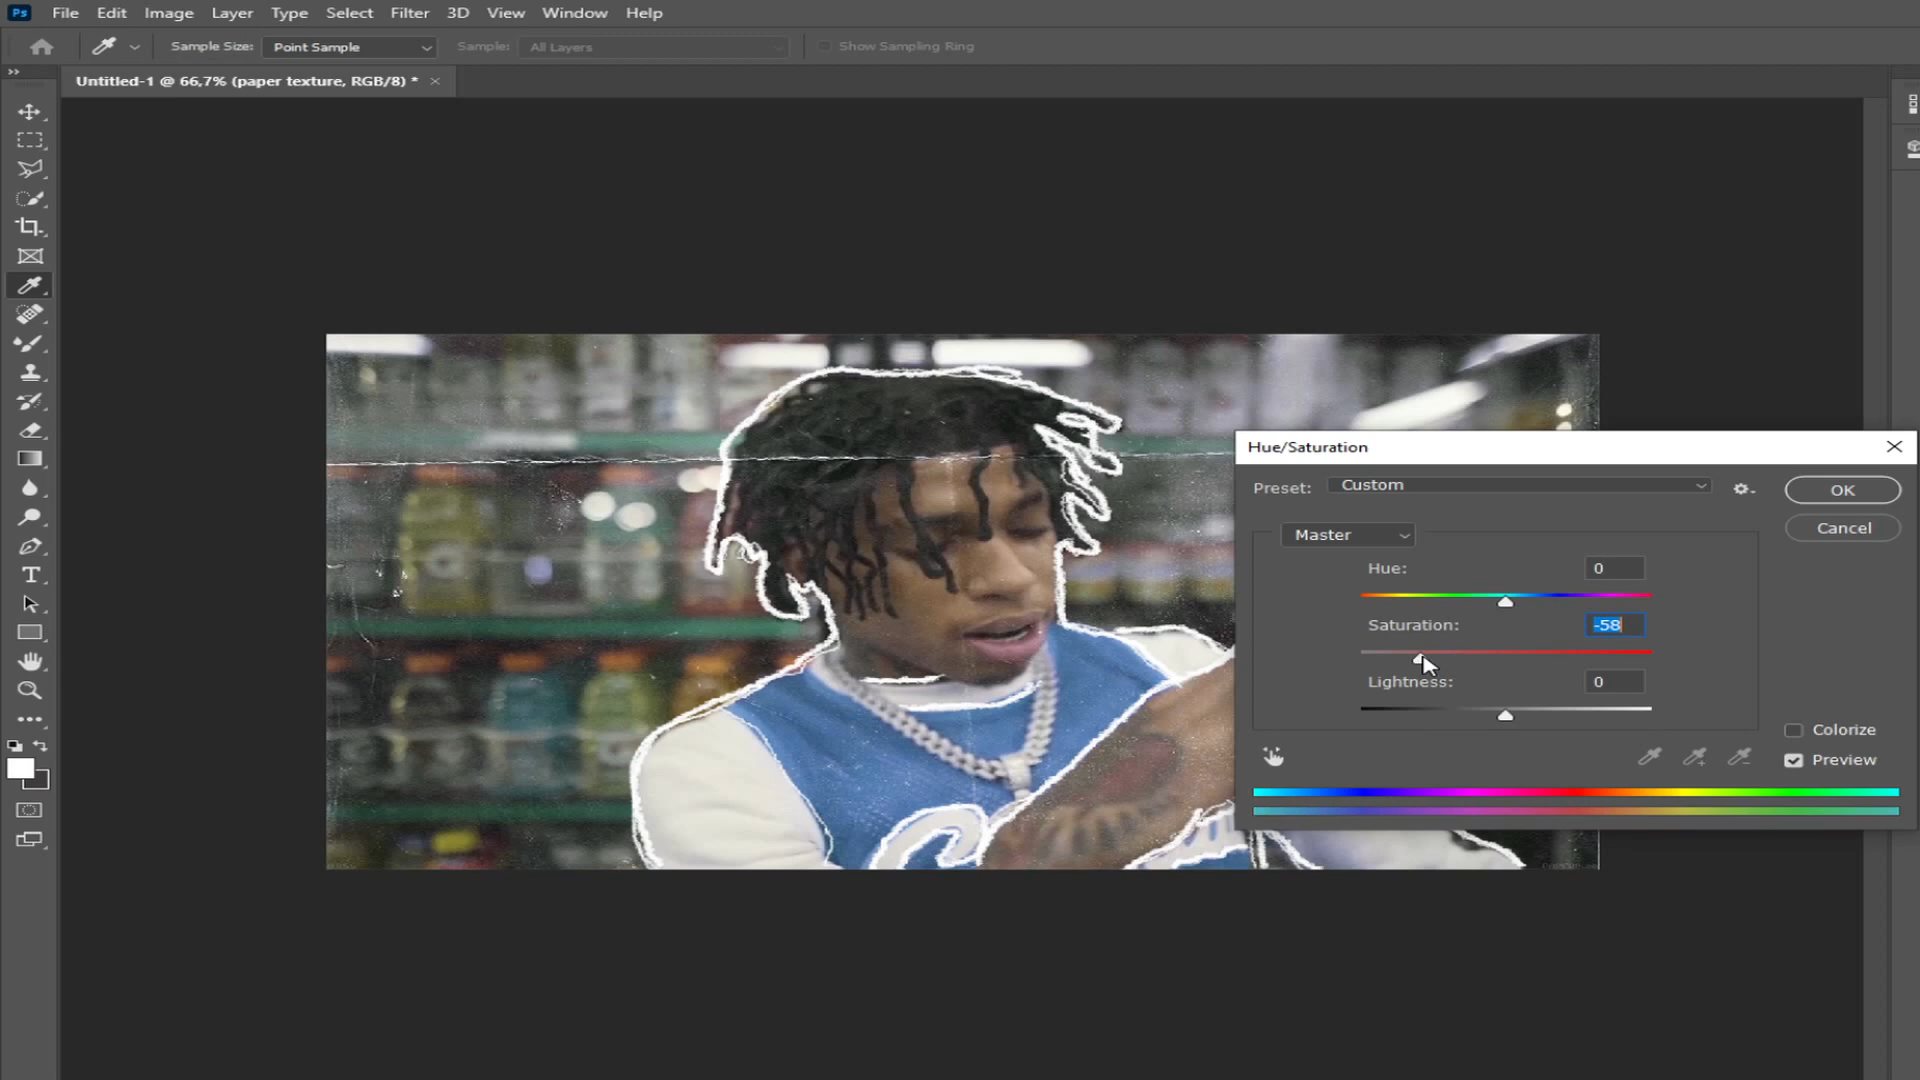 Ps File Edit Image Layer Type Select Filter 3D View Window Help
Sample Size: Point Sample Sample: All Layers Show Sampling Ring
Untitled-1 @ 66,7% (paper texture, RGB/8) * ×
Hue/Saturation
Preset: Custom
OK
Master
Cancel
Hue: 0
Saturation: -58
Lightness: 0
Colorize
Preview